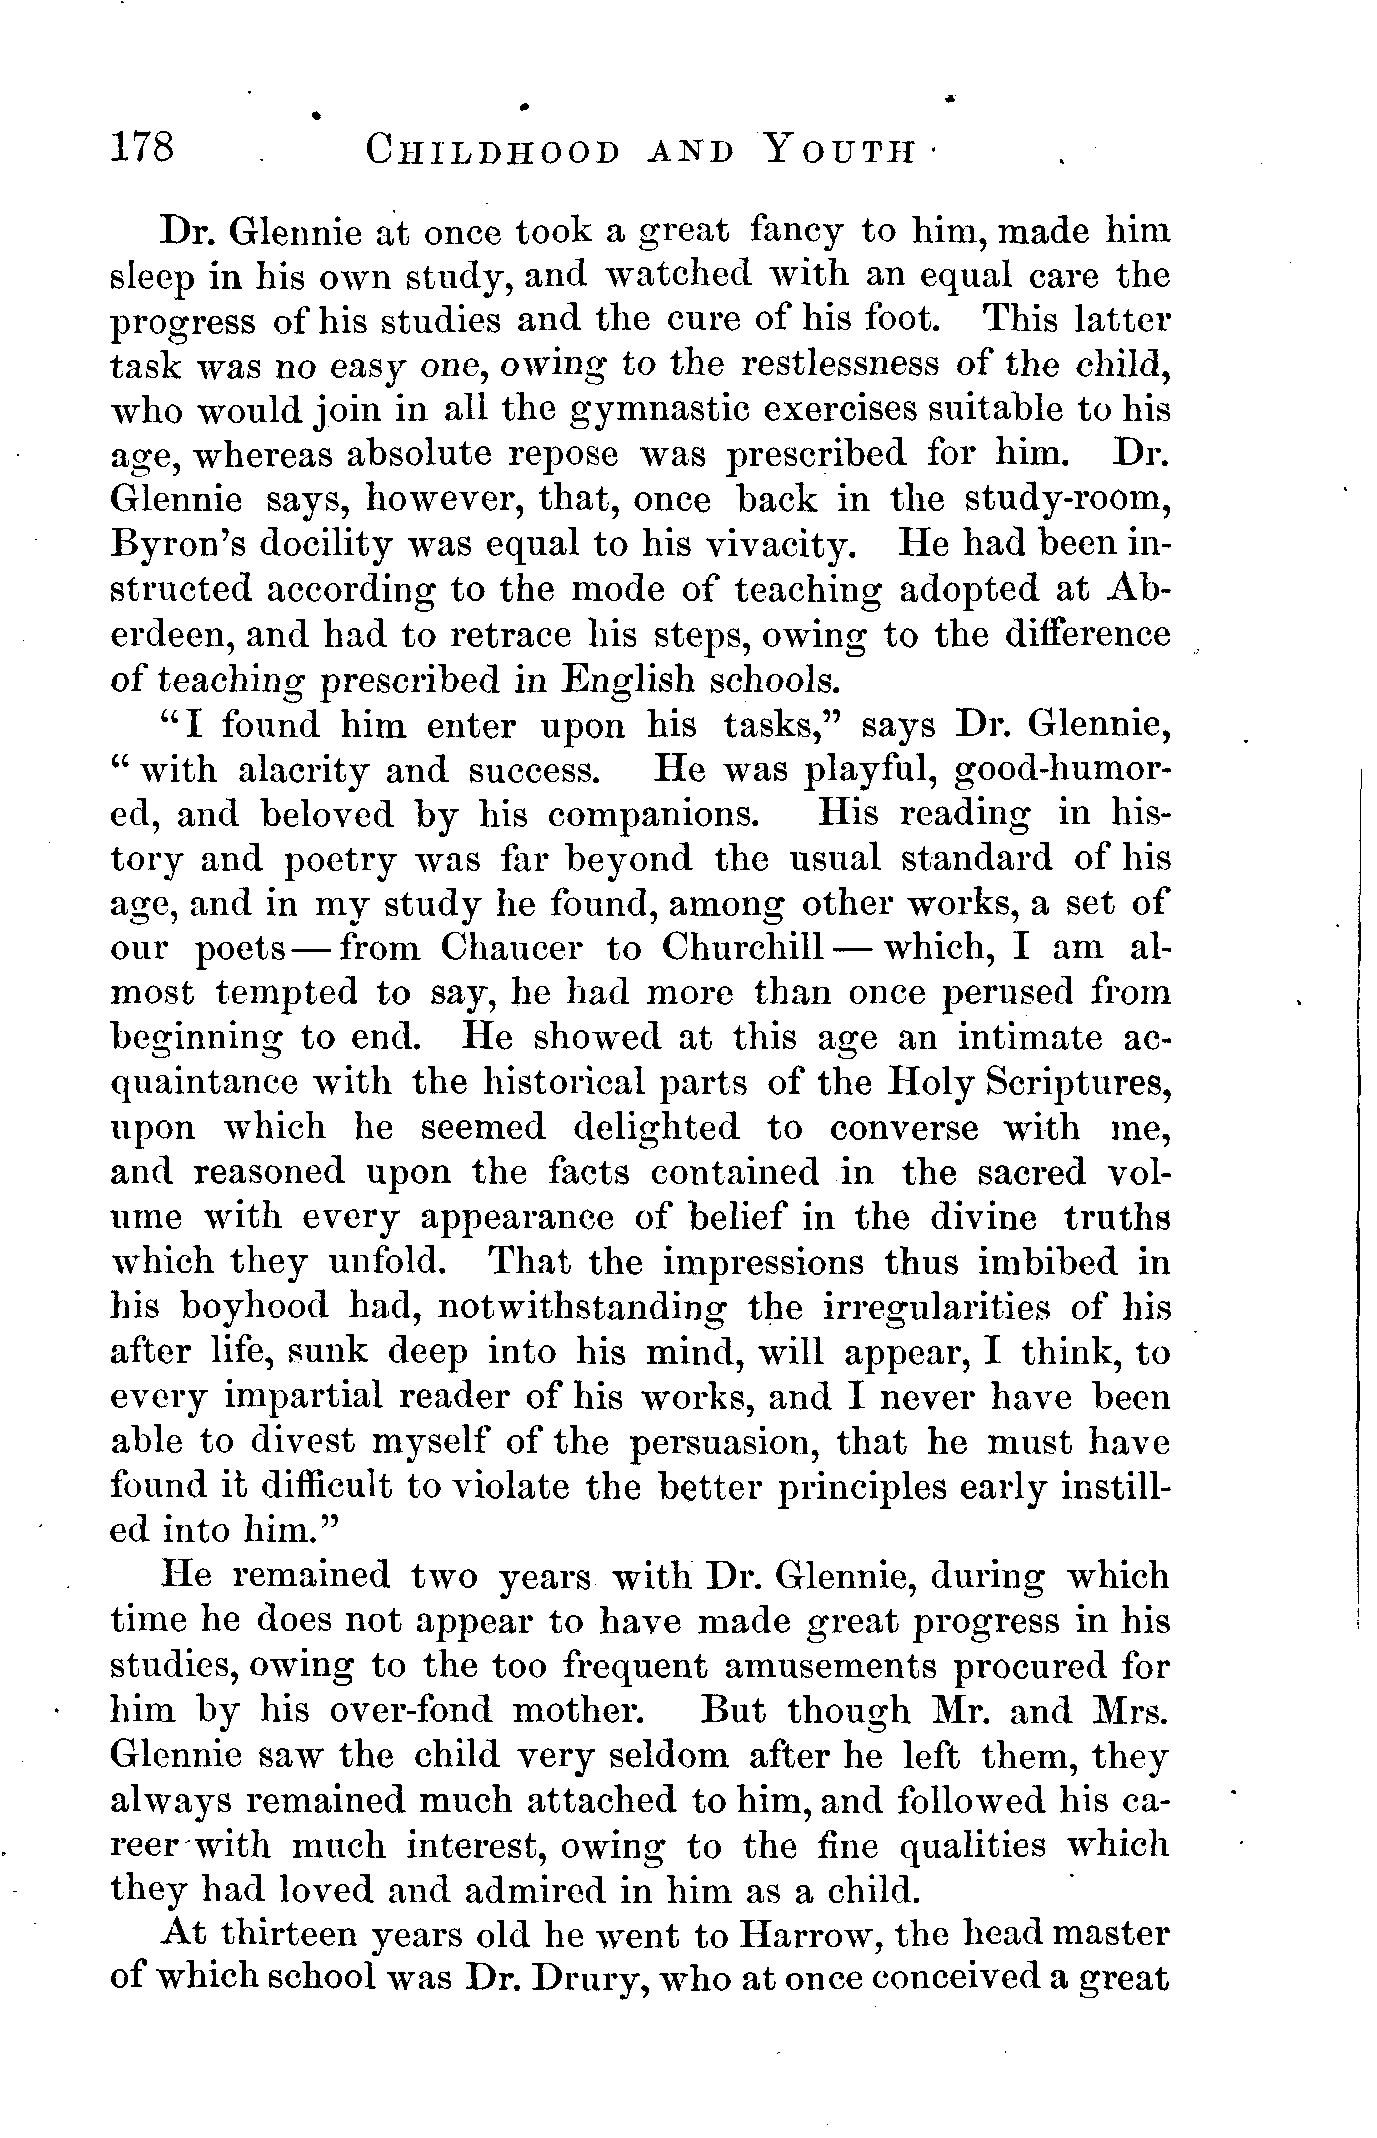 178 CHILDHOOD AND YOUTH
Dr. Glennie at once took a great fancy to him, made him
sleep in his own study, and watched with an equal care the
progress of his studies and the cure of his foot. This latter
task was no easy one, owing to the restlessness of the child,
who would join in all the gymnastic exercises suitable to his
age, whereas absolute repose was prescribed for him. Dr.
Glennie says, however, that, once back in the study-room,
Byron's docility was equal to his vivacity. He had been in-
structed according to the mode of teaching adopted at Ab-
erdeen, and had to retrace his steps, owing to the difference
of teaching prescribed in English schools.
"I found him enter upon his tasks," says Dr. Glennie,
"with alacrity and success. He was playful, good-humor-
ed, and beloved by his companions. His reading in his-
tory and poetry was far beyond the usual standard of his
age, and in my study he found, among other works, a set of
our poets—from Chaucer to Churchill—which, I am al-
most tempted to say, he had more than once perused from
beginning to end. He showed at this age an intimate ac-
quaintance with the historical parts of the Holy Scriptures,
upon which he seemed delighted to converse with me,
and reasoned upon the facts contained in the sacred vol-
ume with every appearance of belief in the divine truths
which they unfold. That the impressions thus imbibed in
his boyhood had, notwithstanding the irregularities of his
after life, sunk deep into his mind, will appear, I think, to
every impartial reader of his works, and I never have been
able to divest myself of the persuasion, that he must have
found it difficult to violate the better principles early instill-
ed into him."
He remained two years with Dr. Glennie, during which
time he does not appear to have made great progress in his
studies, owing to the too frequent amusements procured for
him by his over-fond mother. But though Mr. and Mrs.
Glennie saw the child very seldom after he left them, they
always remained much attached to him, and followed his ca-
reer with much interest, owing to the fine qualities which
they had loved and admired in him as a child.
At thirteen years old he went to Harrow, the head master
of which school was Dr. Drury, who at once conceived a great